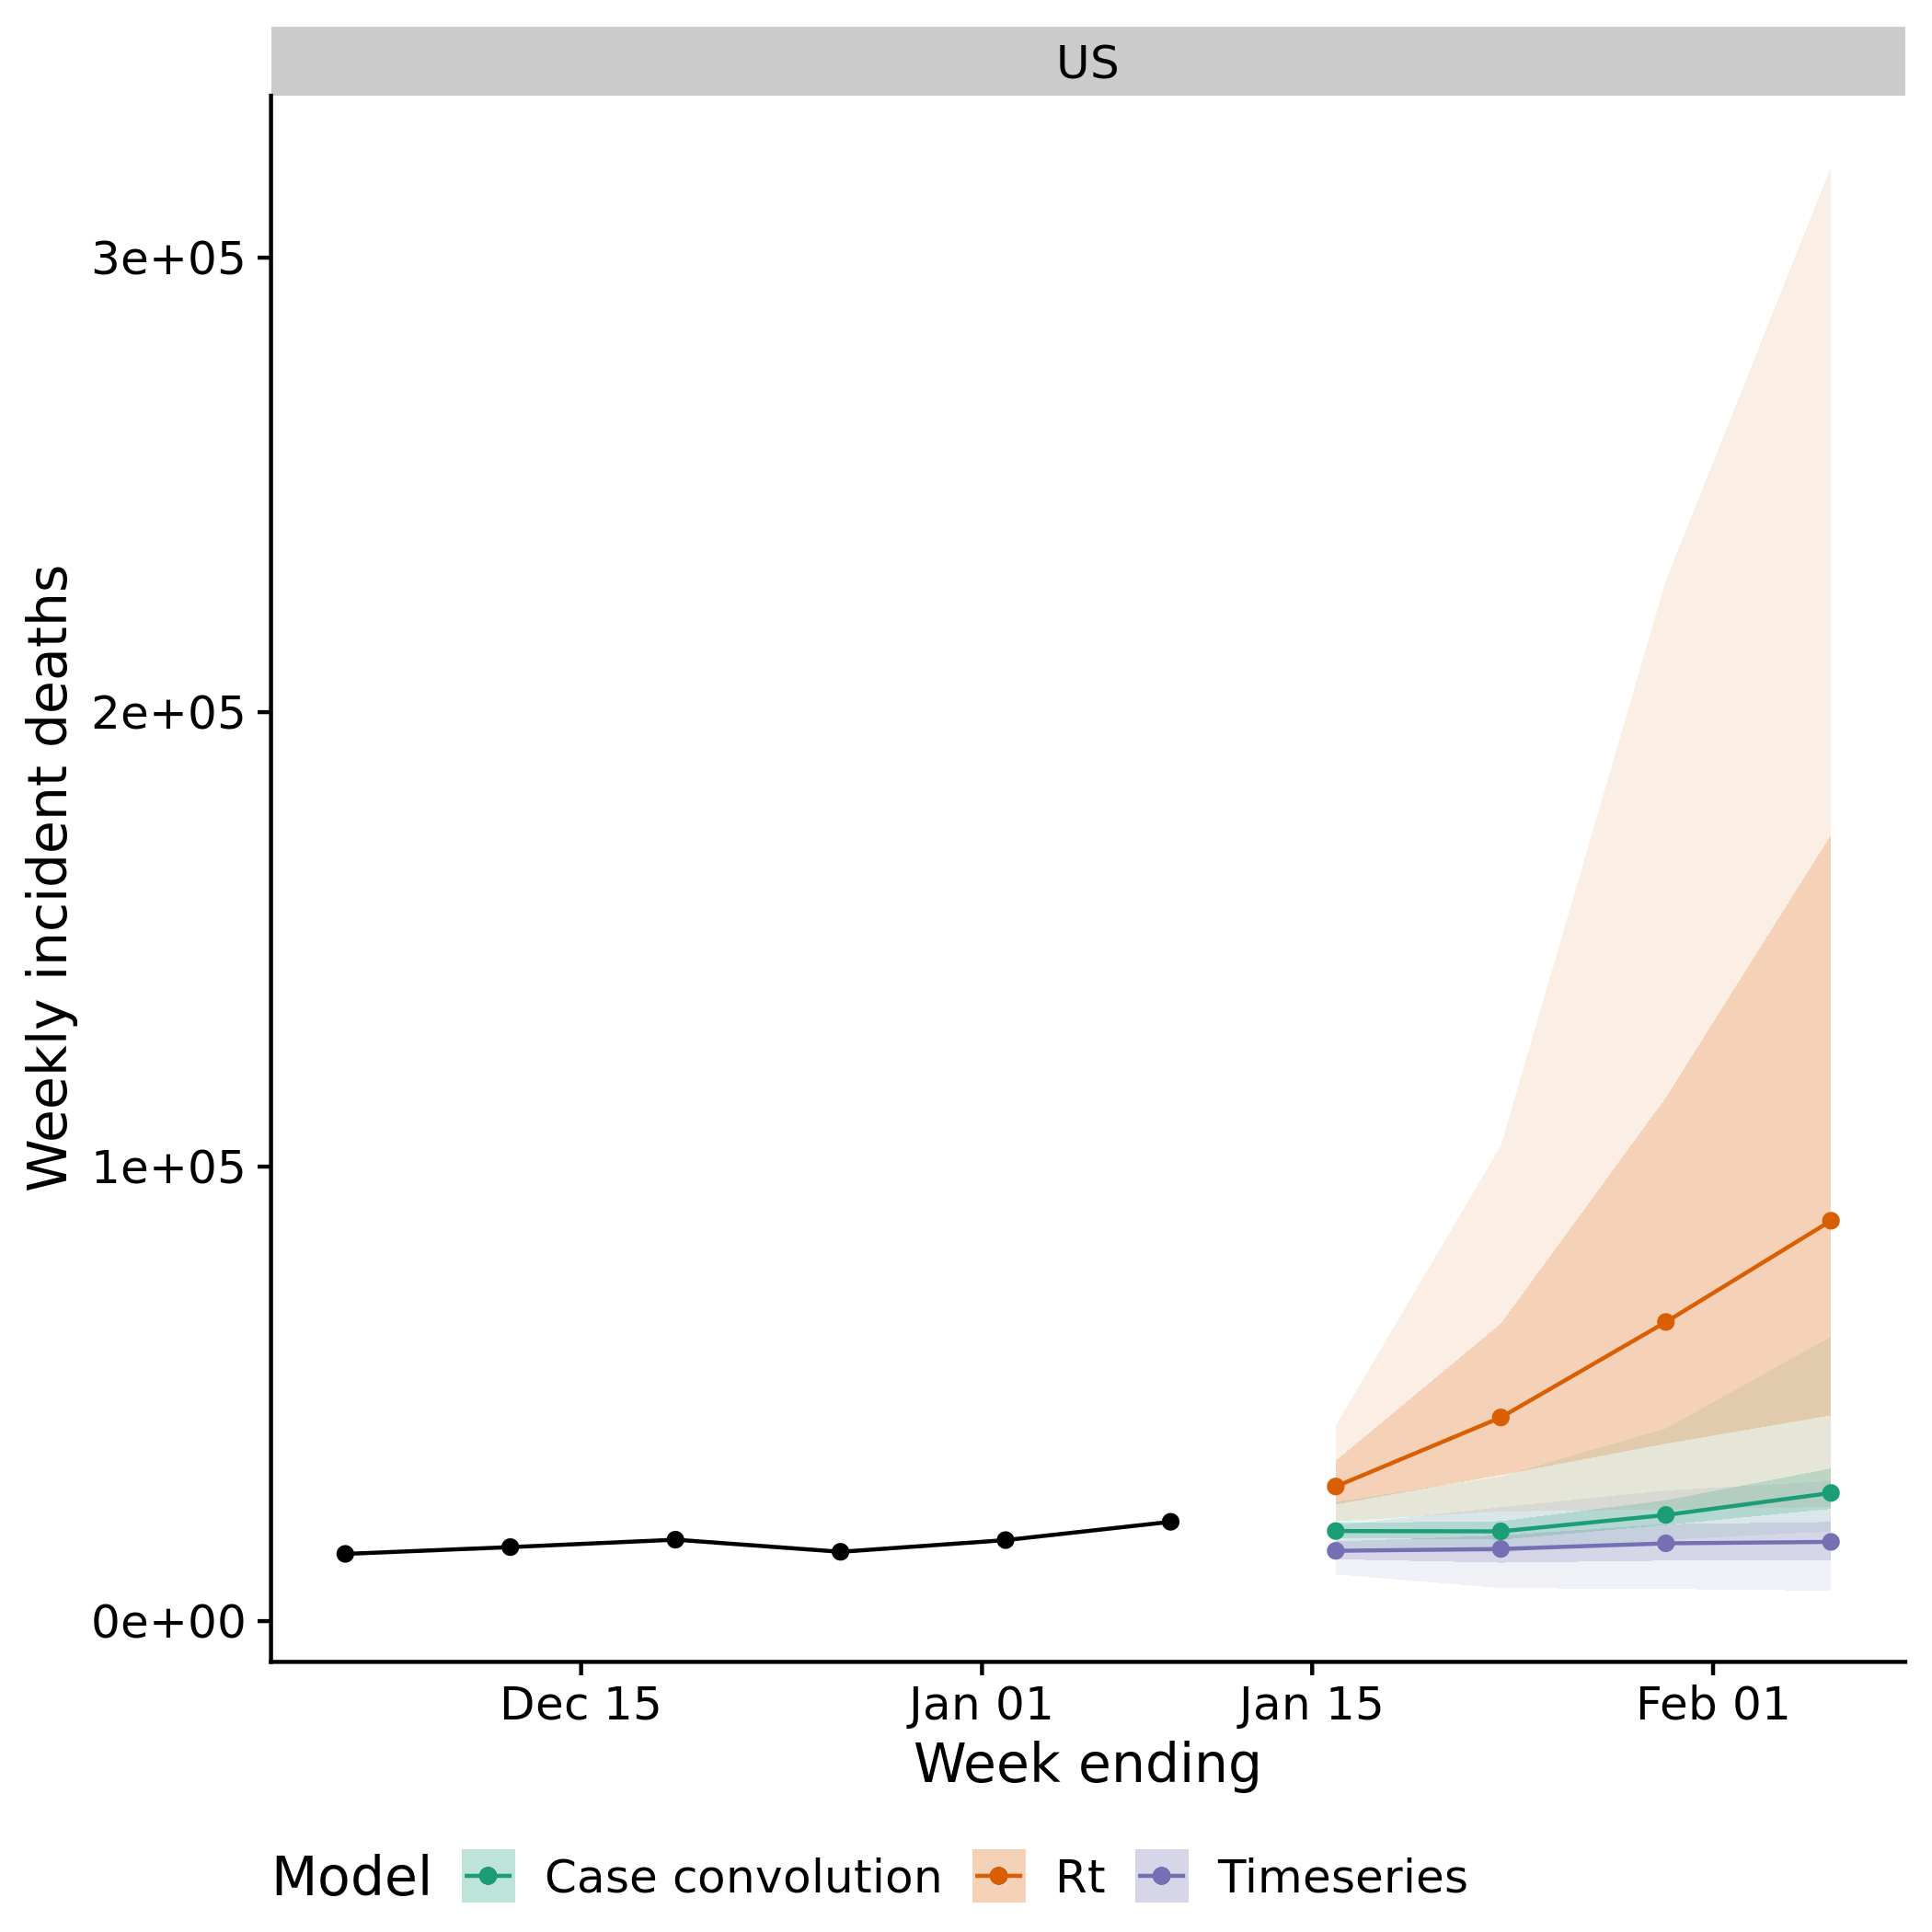 US
3e+05
2e+05
1e+05
0e+00
Weekly incident deaths
Dec 15 Jan 01 Jan 15 Feb 01
Week ending
Model Case convolution Rt Timeseries